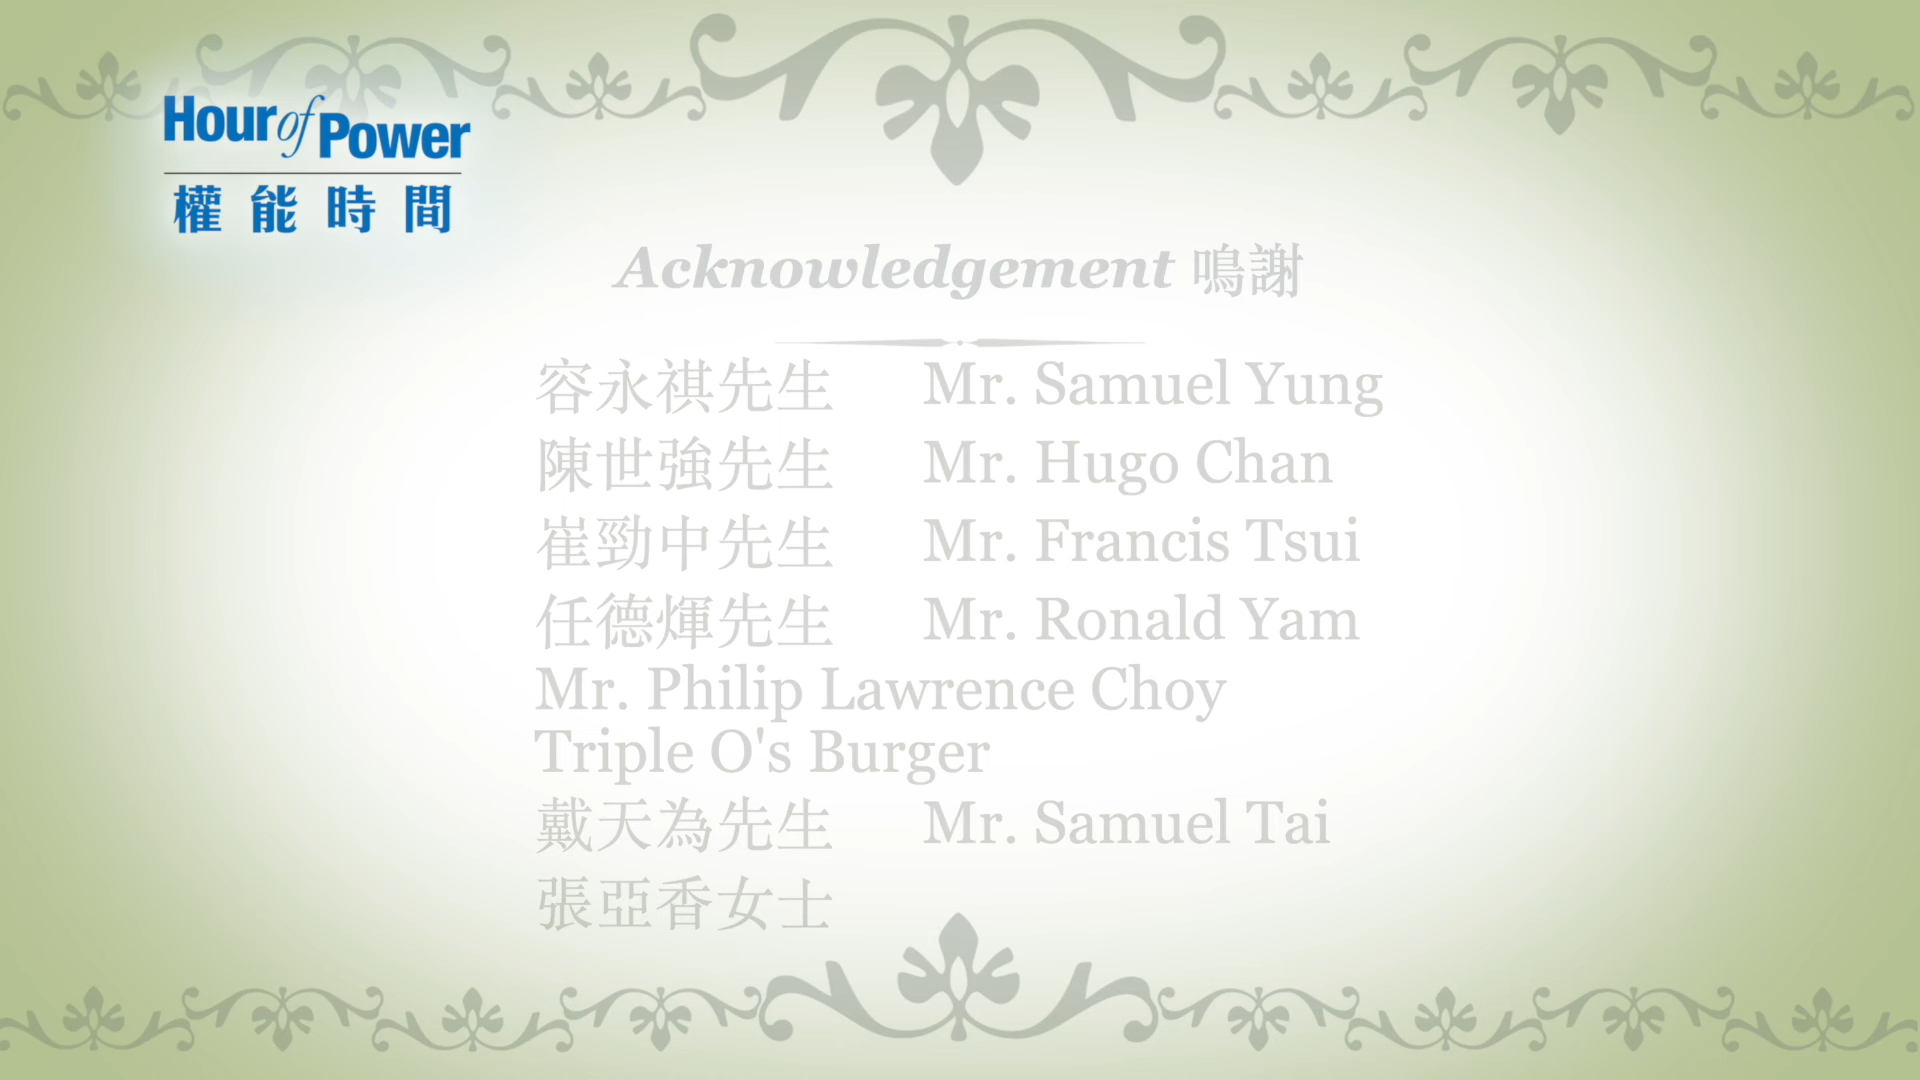 Hour of Power
權能時間
Acknowledgement 鳴謝
容永祺先生 Mr. Samuel Yung
陳世強先生 Mr. Hugo Chan
崔勁中先生 Mr. Francis Tsui
任德煇先生 Mr. Ronald Yam
Mr. Philip Lawrence Choy
Triple O's Burger
戴天為先生 Mr. Samuel Tai
張亞香女士